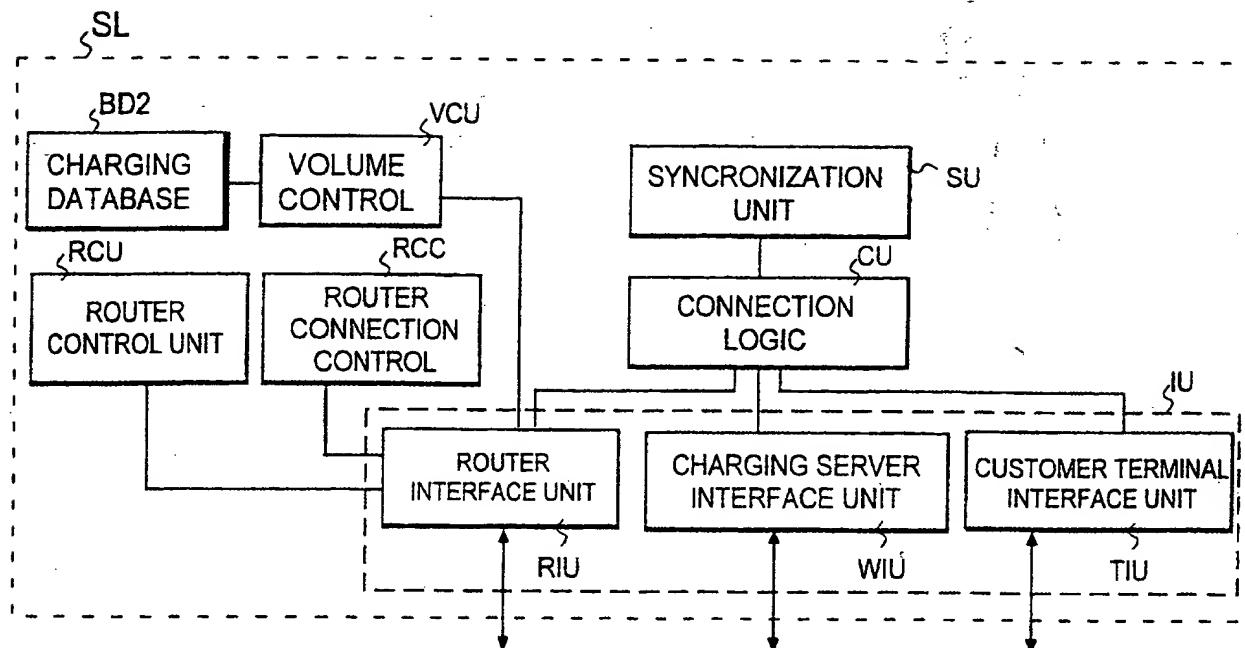 SL
BD2
VCU
CHARGING
DATABASE
VOLUME
CONTROL
SYNCRONIZATION
UNIT
SU
RCU
RCC
CU
ROUTER
CONTROL UNIT
ROUTER
CONNECTION
CONTROL
CONNECTION
LOGIC
IU
ROUTER
INTERFACE UNIT
CHARGING SERVER
INTERFACE UNIT
CUSTOMER TERMINAL
INTERFACE UNIT
RIU
WIU
TIU